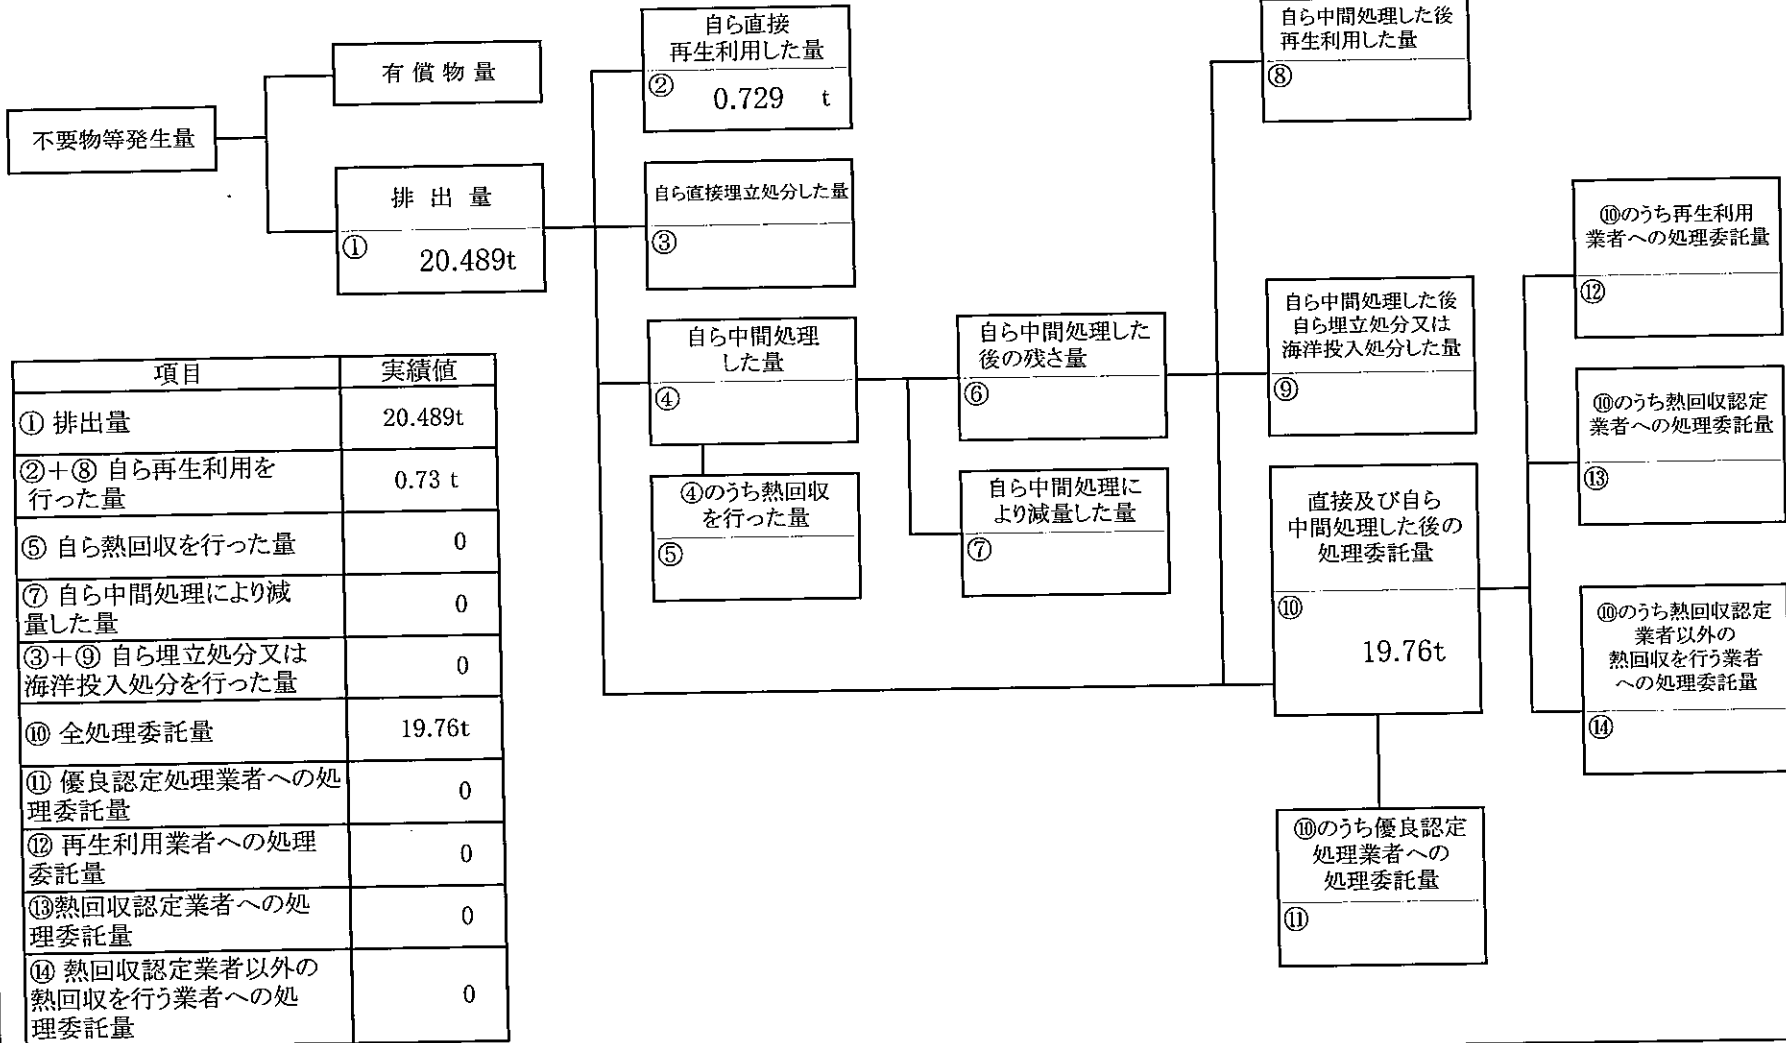 不要物等発生量
有償物量
排出量
①
20.489t
自ら直接
再生利用した量
②
0.729 t
自ら直接埋立処分した量
③
自ら中間処理
した量
④
④のうち熱回収
を行った量
⑤
自ら中間処理した
後の残さ量
⑥
自ら中間処理に
より減量した量
⑦
自ら中間処理した後
再生利用した量
⑧
自ら中間処理した後
自ら埋立処分又は
海洋投入処分した量
⑨
直接及び自ら
中間処理した後の
処理委託量
⑩
19.76t
⑩のうち優良認定
処理業者への
処理委託量
⑪
⑩のうち再生利用
業者への処理委託量
⑫
⑩のうち熱回収認定
業者への処理委託量
⑬
⑩のうち熱回収認定
業者以外の
熱回収を行う業者
への処理委託量
⑭
項目 実績値
① 排出量 20.489t
②+⑧ 自ら再生利用を
行った量 0.73 t
⑤ 自ら熱回収を行った量 0
⑦ 自ら中間処理により減
量した量 0
③+⑨ 自ら埋立処分又は
海洋投入処分を行った量 0
⑩ 全処理委託量 19.76t
⑪ 優良認定処理業者への処
理委託量 0
⑫ 再生利用業者への処理
委託量 0
⑬熱回収認定業者への処
理委託量 0
⑭ 熱回収認定業者以外の
熱回収を行う業者への処
理委託量 0